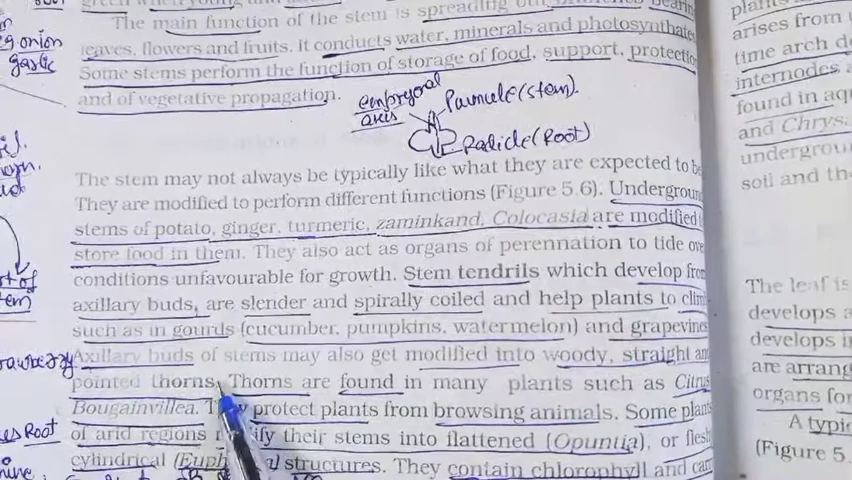 The main function of the stem is spreading out branches bearing
leaves, flowers and fruits. It conducts water, minerals and photosynthates.
Some stems perform the function of storage of food, support, protection
and of vegetative propagation.
embryonal
axis
Plumule (stem).
Radicle (Root)
The stem may not always be typically like what they are expected to be
They are modified to perform different functions (Figure 5.6). Underground
stems of potato, ginger, turmeric, zaminkand, Colocasia are modified
store food in them. They also act as organs of perennation to tide over
conditions unfavourable for growth. Stem tendrils which develop from
axillary buds, are slender and spirally coiled and help plants to climb
such as in gourds (cucumber, pumpkins, watermelon) and grapevines
Axillary buds of stems may also get modified into woody, straight and
pointed thorns. Thorns are found in many plants such as Citrus
Bougainvillea. protect plants from browsing animals. Some plants
of arid regions their stems into flattened (Opuntia), or flesh
cylindrical structures. They contain chlorophyll and carr
onion
Root
stem
plants
arises from
time arch
internodes
found in
and Chrys.
undergrou
soil and th
The leaf is
develops a
develops i
are arrang
organs for
A typic
(Figure 5.